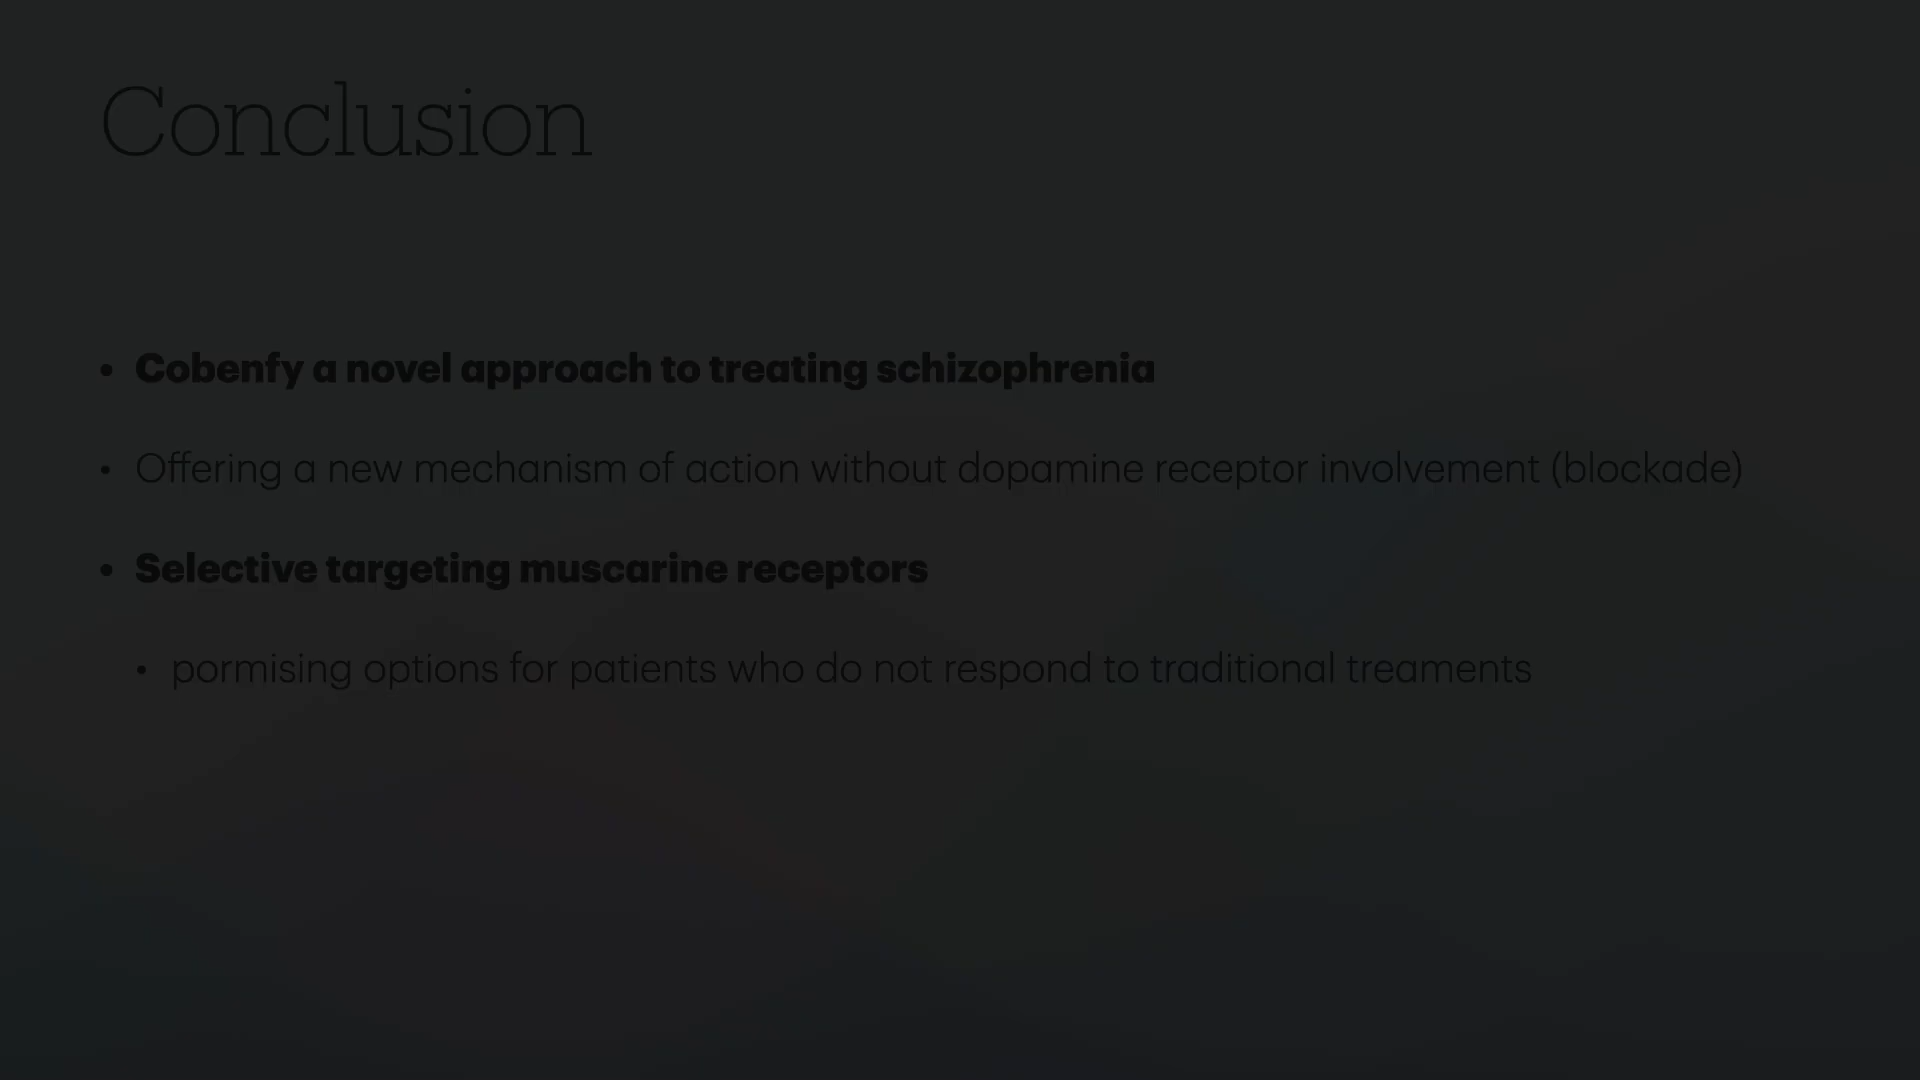 Conclusion
• Cobenfy a novel approach to treating schizophrenia
• Offering a new mechanism of action without dopamine receptor involvement (blockade)
• Selective targeting muscarine receptors
• pormising options for patients who do not respond to traditional treaments